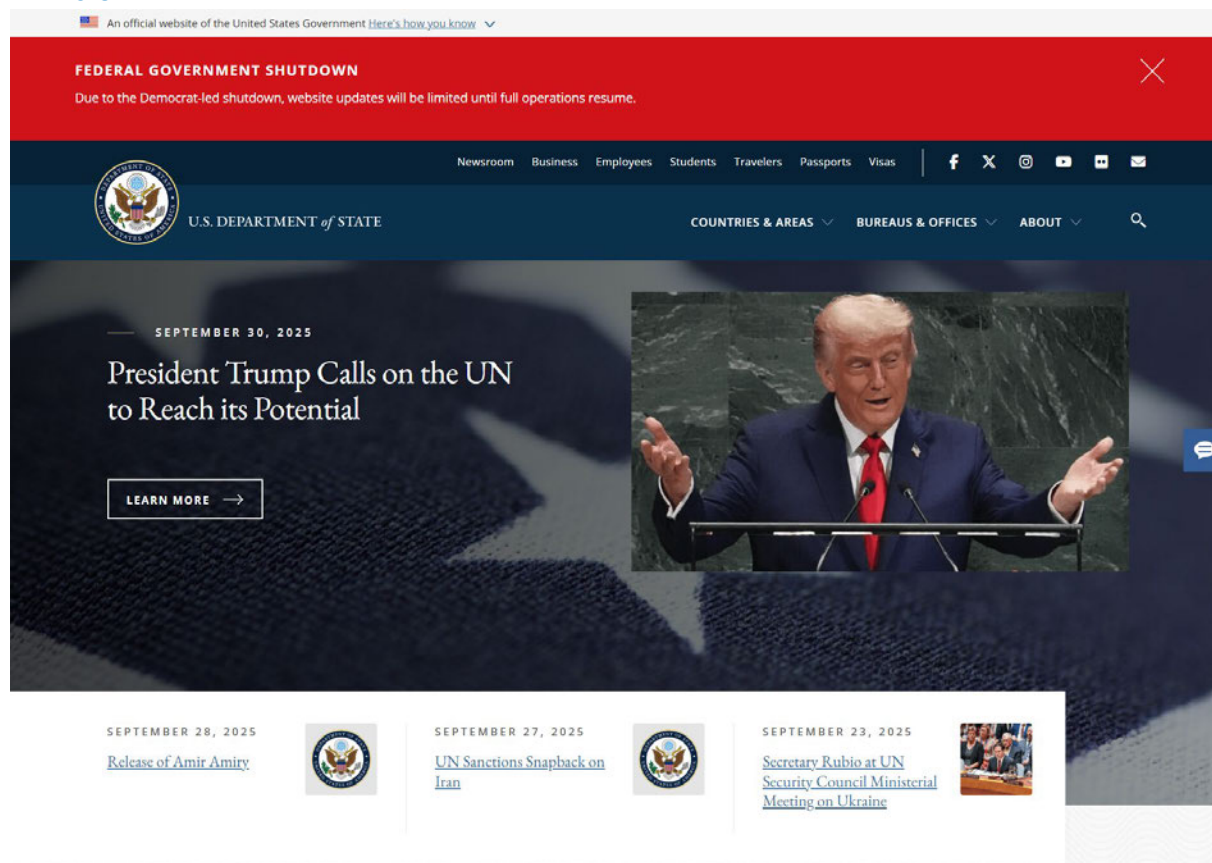 An official website of the United States Government Here's how you know
FEDERAL GOVERNMENT SHUTDOWN
Due to the Democrat-led shutdown, website updates will be limited until full operations resume.
Newsroom Business Employees Students Travelers Passports Visas
U.S. DEPARTMENT of STATE
COUNTRIES & AREAS BUREAUS & OFFICES ABOUT
SEPTEMBER 30, 2025
President Trump Calls on the UN
to Reach its Potential
LEARN MORE
SEPTEMBER 28, 2025
Release of Amir Amiry
SEPTEMBER 27, 2025
UN Sanctions Snapback on
Iran
SEPTEMBER 23, 2025
Secretary Rubio at UN
Security Council Ministerial
Meeting on Ukraine